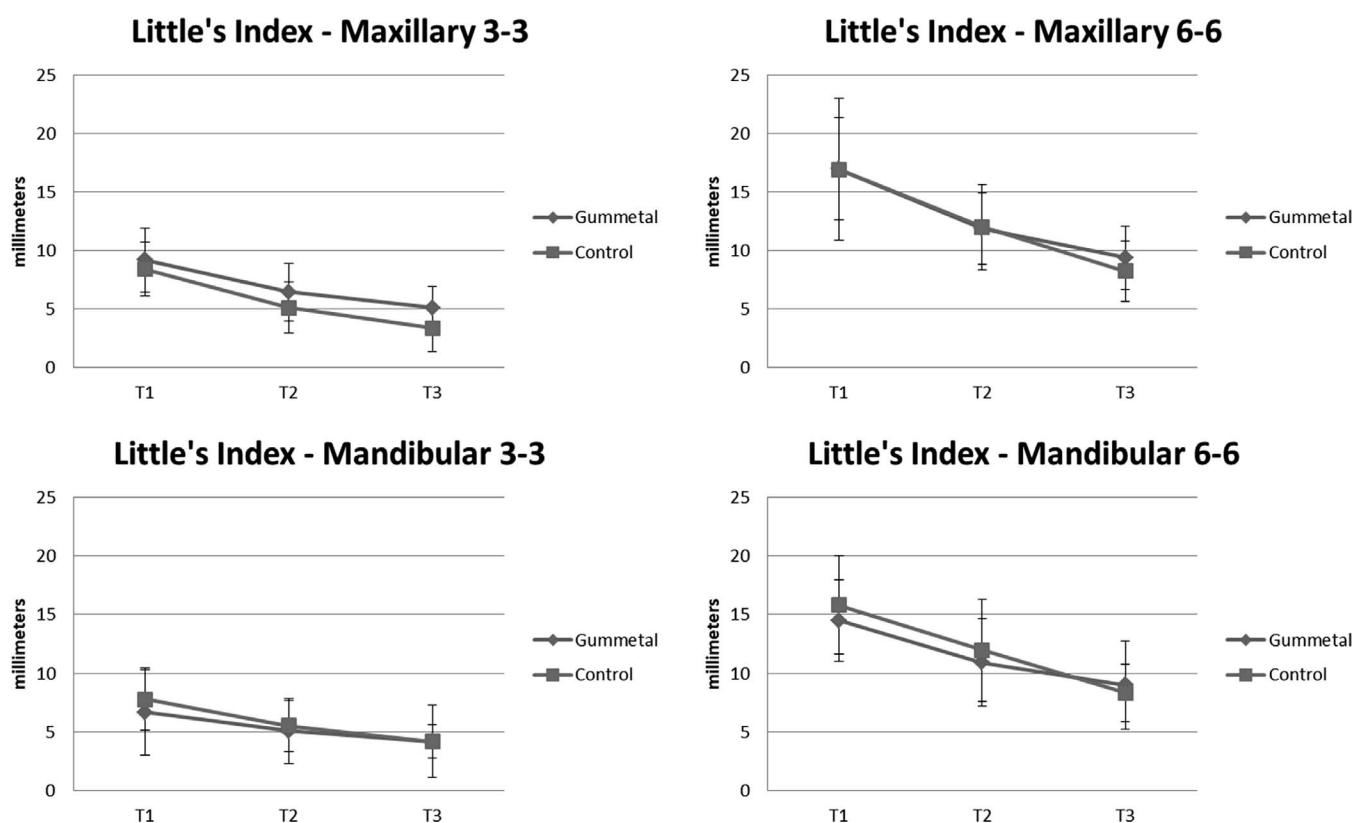 Little's Index - Maxillary 3-3
25
20
15
10
5
0
millimeters
T1 T2 T3
Gummetal
Control
Little's Index - Maxillary 6-6
25
20
15
10
5
0
millimeters
T1 T2 T3
Gummetal
Control
Little's Index - Mandibular 3-3
25
20
15
10
5
0
millimeters
T1 T2 T3
Gummetal
Control
Little's Index - Mandibular 6-6
25
20
15
10
5
0
millimeters
T1 T2 T3
Gummetal
Control